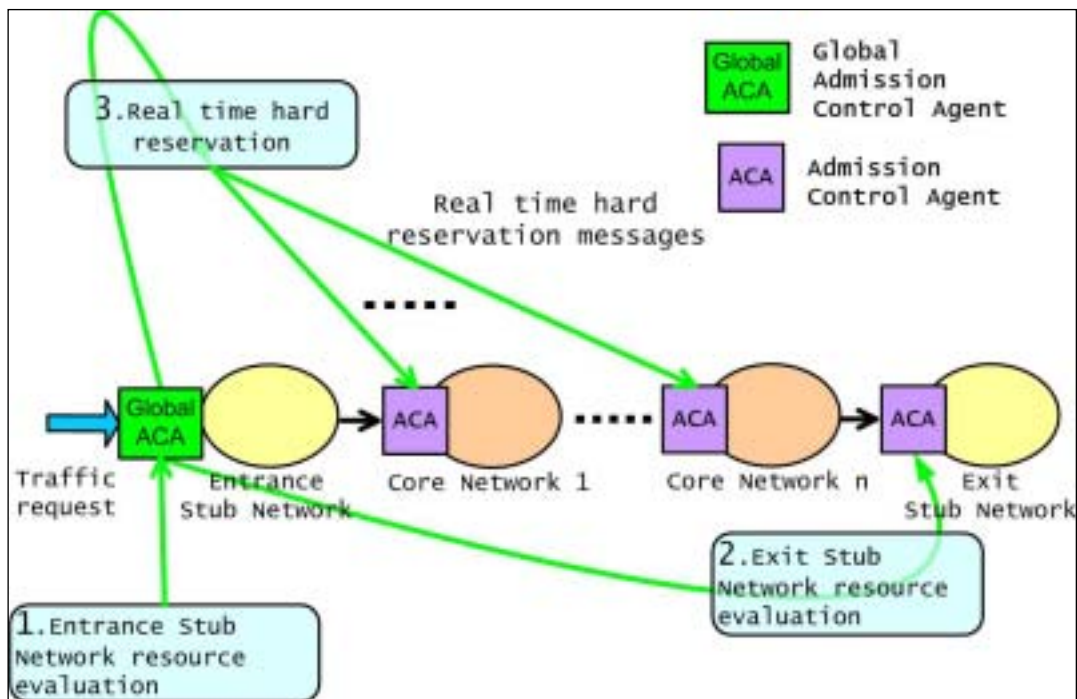 3.Real time hard
reservation
Global
ACA
Global
Admission
Control Agent
ACA
Admission
Control Agent
Real time hard
reservation messages
Global
ACA
ACA
ACA
ACA
Traffic
request
Entrance
Stub Network
Core Network 1
Core Network n
Exit
Stub Network
2.Exit Stub
Network resource
evaluation
1.Entrance Stub
Network resource
evaluation